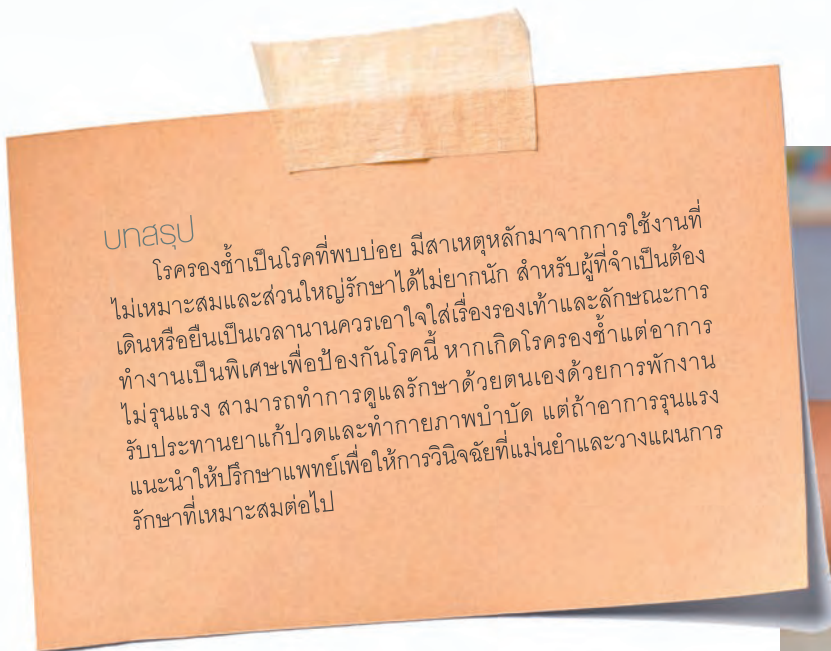 บทสรุป
โรครองช้ำเป็นโรคที่พบบ่อย มีสาเหตุหลักมาจากการใช้งานที่
ไม่เหมาะสมและส่วนใหญ่รักษาได้ไม่ยากนัก สำหรับผู้ที่จำเป็นต้อง
เดินหรือยืนเป็นเวลานานควรเอาใจใส่เรื่องรองเท้าและลักษณะการ
ทำงานเป็นพิเศษเพื่อป้องกันโรคนี้ หากเกิดโรครองช้ำแต่อาการ
ไม่รุนแรง สามารถทำการดูแลรักษาด้วยตนเองด้วยการพักงาน
รับประทานยาแก้ปวดและทำกายภาพบำบัด แต่ถ้าอาการรุนแรง
แนะนำให้ปรึกษาแพทย์เพื่อให้การวินิจฉัยที่แม่นยำและวางแผนการ
รักษาที่เหมาะสมต่อไป